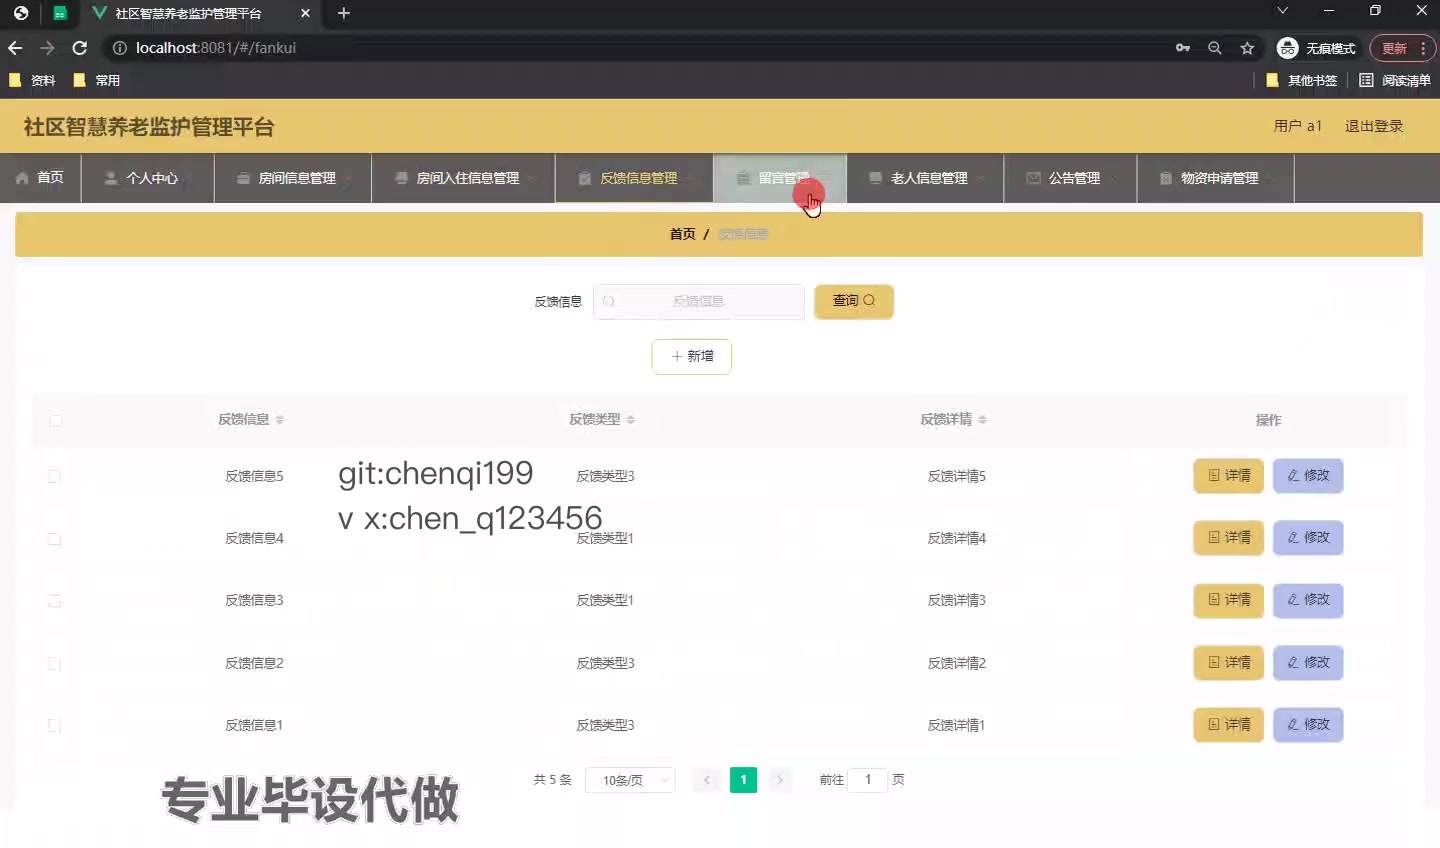 社区智慧养老监护管理平台
localhost:8081/#/fankui
无痕模式
更新
资料
常用
其他书签
阅读清单
社区智慧养老监护管理平台
用户 a1
退出登录
首页
个人中心
房间信息管理
房间入住信息管理
反馈信息管理
留言管理
老人信息管理
公告管理
物资申请管理
首页 / 反馈信息
反馈信息
反馈信息
查询
新增
反馈信息 反馈类型 反馈详情 操作
反馈信息5 反馈类型3 反馈详情5 详情 修改
git:chenqi199
v x:chen_q123456
反馈信息4 反馈类型1 反馈详情4 详情 修改
反馈信息3 反馈类型1 反馈详情3 详情 修改
反馈信息2 反馈类型3 反馈详情2 详情 修改
反馈信息1 反馈类型3 反馈详情1 详情 修改
共 5 条 10条/页 1 前往 1 页
专业毕设代做